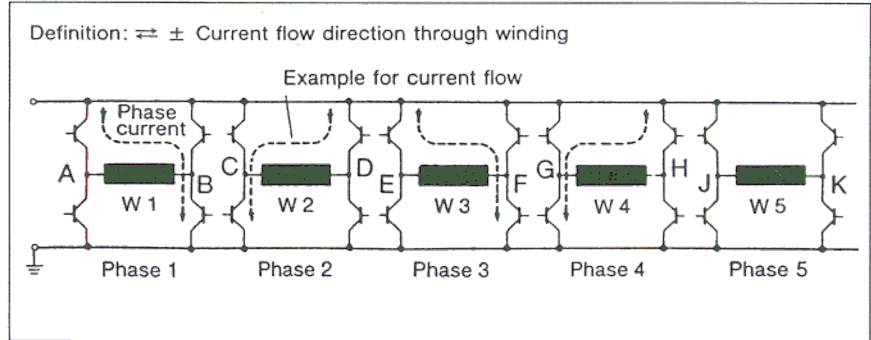 Definition: ⇄ ± Current flow direction through winding
Example for current flow
Phase
current
A
B
C
D
E
F
G
H
J
K
W 1
W 2
W 3
W 4
W 5
Phase 1
Phase 2
Phase 3
Phase 4
Phase 5